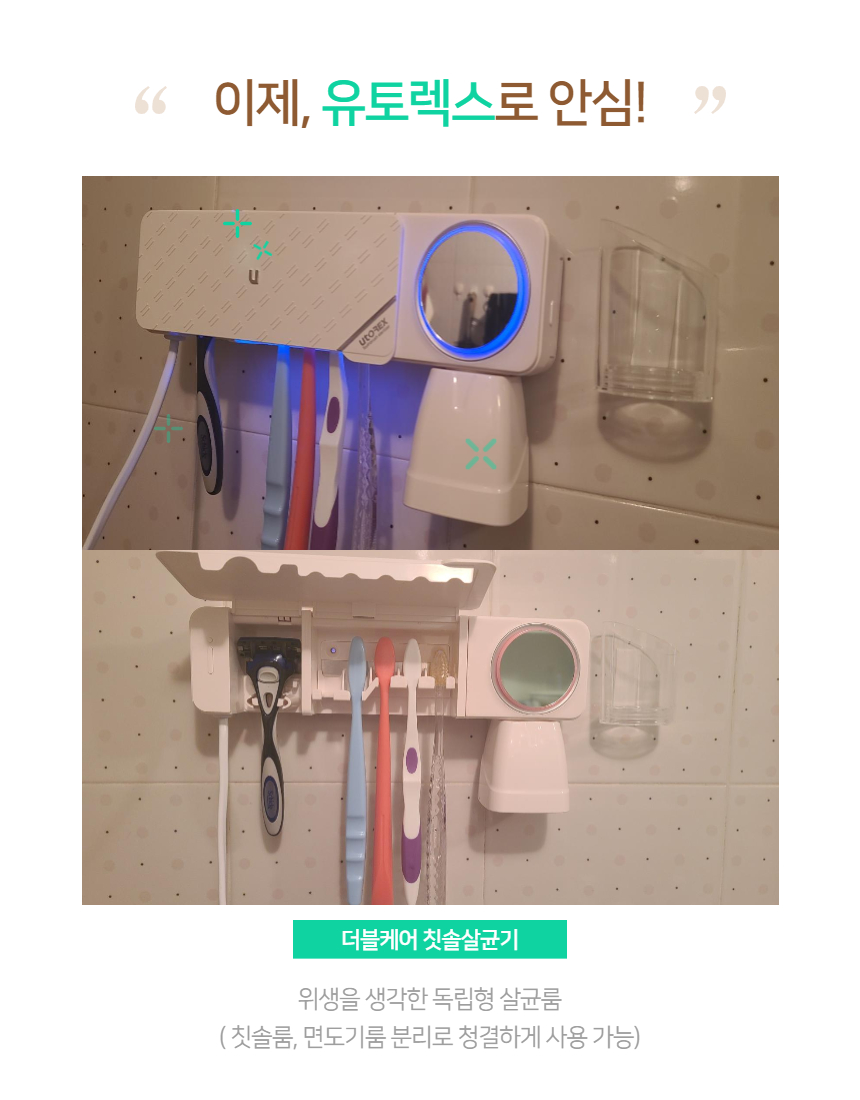 “ 이제, 유토렉스로 안심! ”
u
UTOREX
더블케어 칫솔살균기
위생을 생각한 독립형 살균룸
( 칫솔룸, 면도기룸 분리로 청결하게 사용 가능)